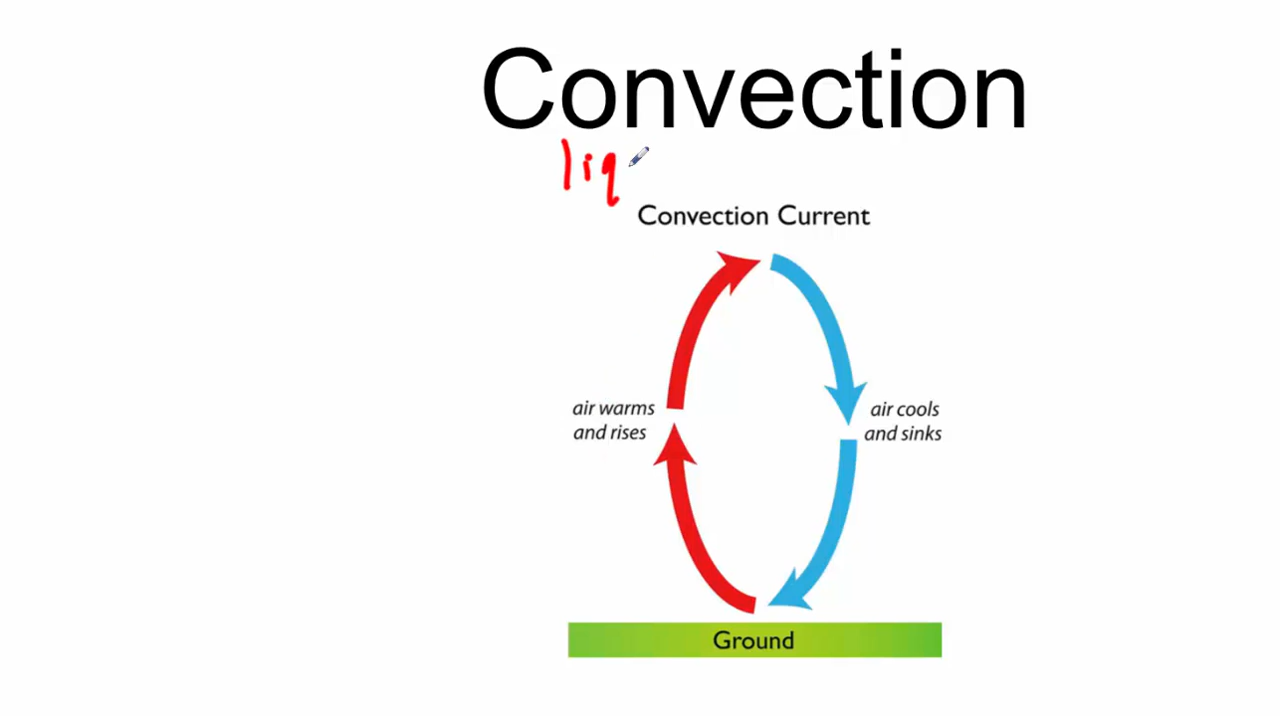 Convection
liq
Convection Current
air warms
and rises
air cools
and sinks
Ground